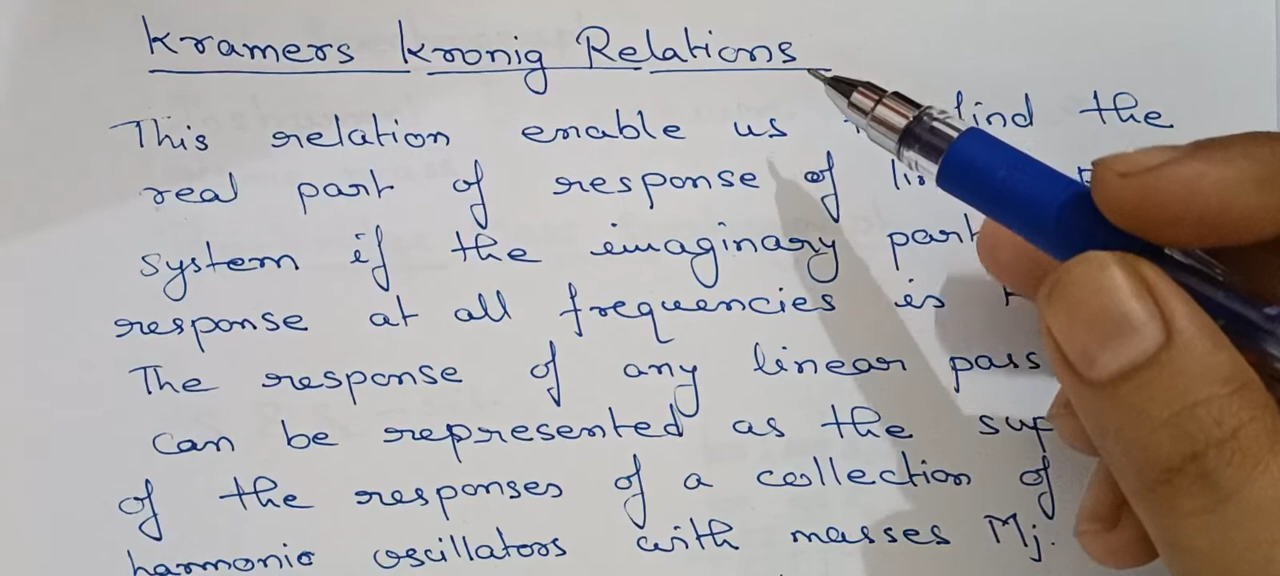 Kramers Kronig Relations
This relation enable us find the
real part of response of
system if the imaginary part
response at all frequencies is
The response of any linear pass
can be represented as the sup
of the responses of a collection of
harmonic oscillators with masses Mj.